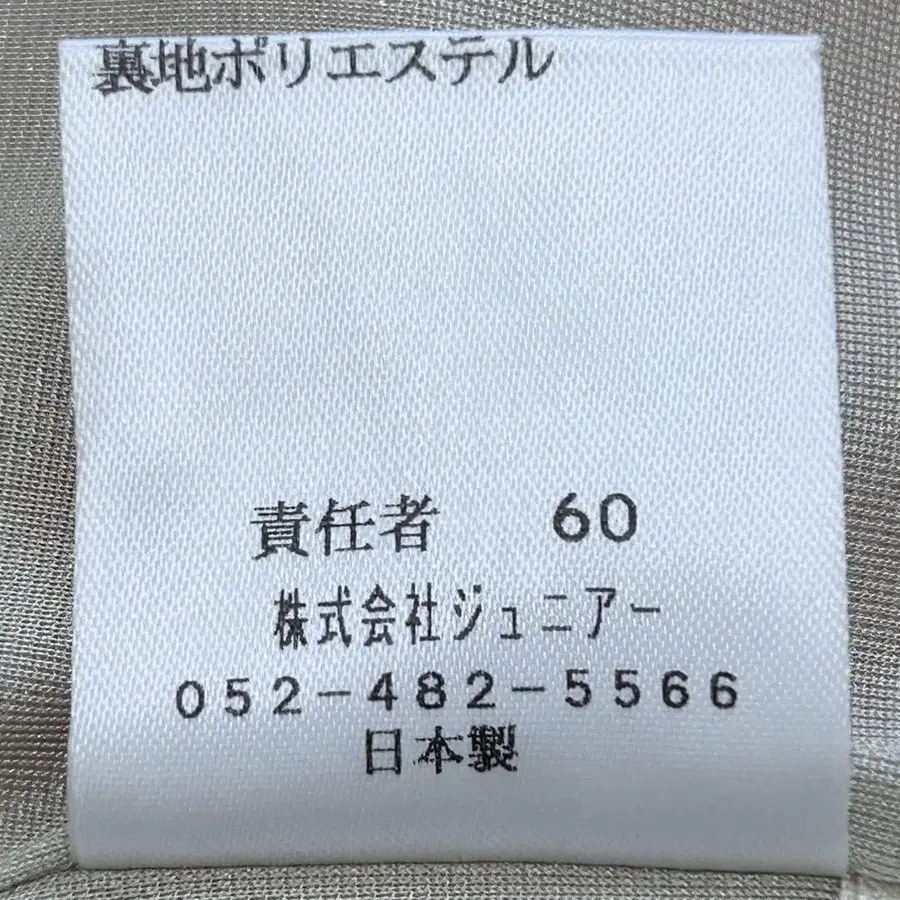 裏地ポリエステル
責任者 60
株式会社ジュニアー
052-482-5566
日本製